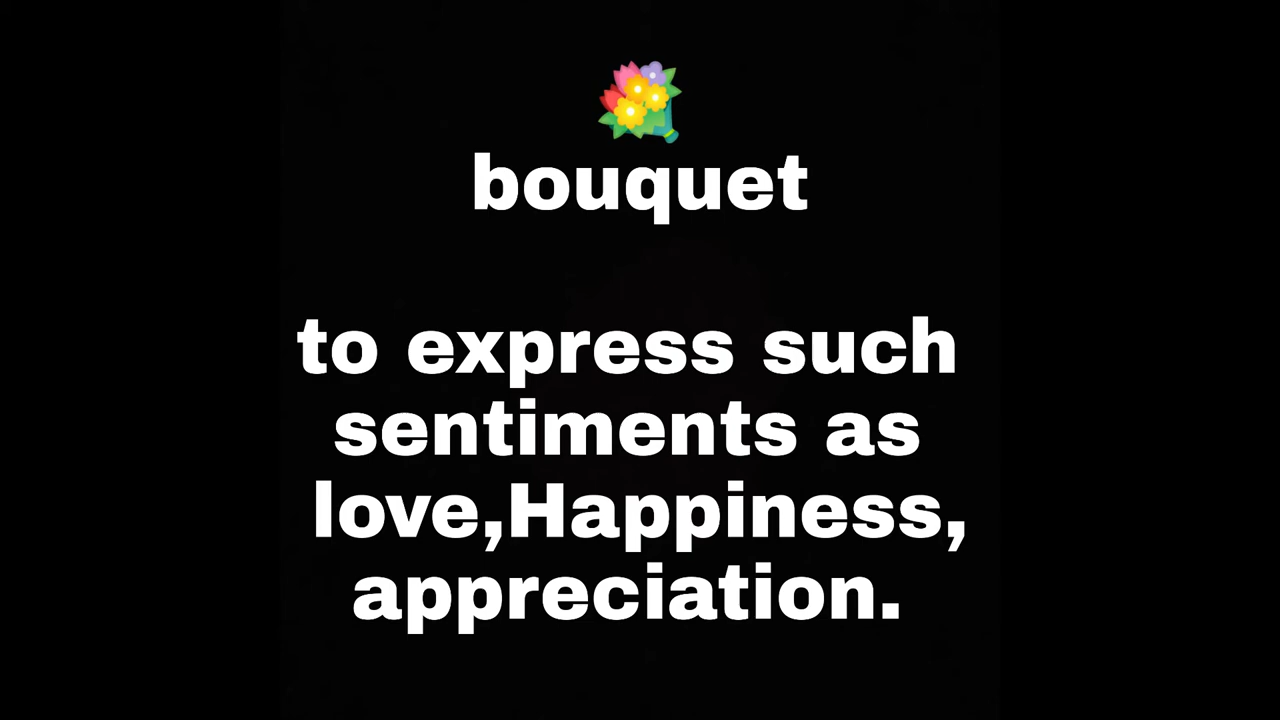 bouquet
to express such
sentiments as
love,Happiness,
appreciation.